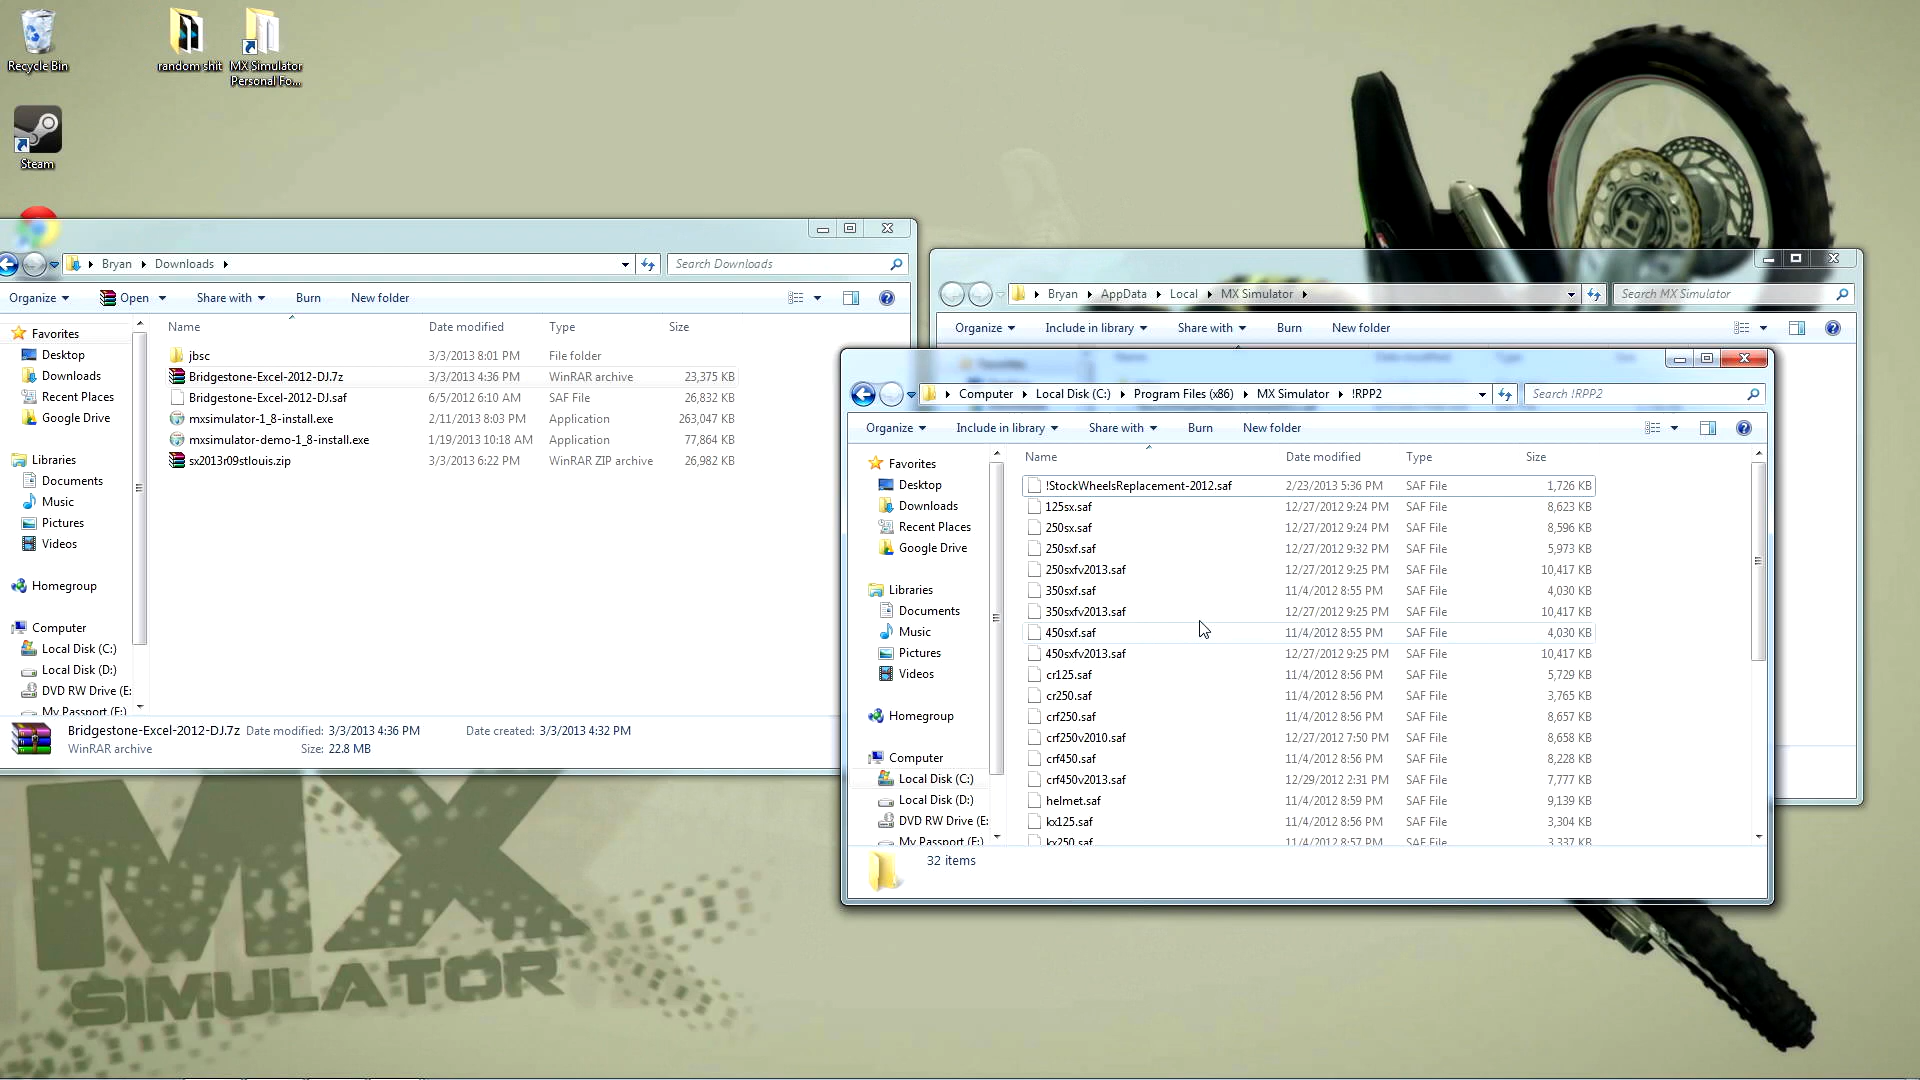 Recycle Bin
random shit
MX Simulator
Personal Fo...
Steam
Bryan
Downloads
Search Downloads
Organize
Open
Share with
Burn
New folder
Name
Date modified
Type
Size
Favorites
Desktop
Downloads
Recent Places
Google Drive
Libraries
Documents
Music
Pictures
Videos
Homegroup
Computer
Local Disk (C:)
Local Disk (D:)
DVD RW Drive (E:
My Passport (F:)
jbsc 3/3/2013 8:01 PM File folder
Bridgestone-Excel-2012-DJ.7z 3/3/2013 4:36 PM WinRAR archive 23,375 KB
Bridgestone-Excel-2012-DJ.saf 6/5/2012 6:10 AM SAF File 26,832 KB
mxsimulator-1_8-install.exe 2/11/2013 8:03 PM Application 263,047 KB
mxsimulator-demo-1_8-install.exe 1/19/2013 10:18 AM Application 77,864 KB
sx2013r09stlouis.zip 3/3/2013 6:22 PM WinRAR ZIP archive 26,982 KB
Bridgestone-Excel-2012-DJ.7z Date modified: 3/3/2013 4:36 PM Date created: 3/3/2013 4:32 PM
WinRAR archive Size: 22.8 MB
Bryan AppData Local MX Simulator
Search MX Simulator
Organize Include in library Share with Burn New folder
Computer Local Disk (C:) Program Files (x86) MX Simulator !RPP2
Search !RPP2
Organize Include in library Share with Burn New folder
Favorites
Desktop
Downloads
Recent Places
Google Drive
Libraries
Documents
Music
Pictures
Videos
Homegroup
Computer
Local Disk (C:)
Local Disk (D:)
DVD RW Drive (E:
My Passport (F:)
Name Date modified Type Size
!StockWheelsReplacement-2012.saf 2/23/2013 5:36 PM SAF File 1,726 KB
125sx.saf 12/27/2012 9:24 PM SAF File 8,623 KB
250sx.saf 12/27/2012 9:24 PM SAF File 8,596 KB
250sxf.saf 12/27/2012 9:32 PM SAF File 5,973 KB
250sxfv2013.saf 12/27/2012 9:25 PM SAF File 10,417 KB
350sxf.saf 11/4/2012 8:55 PM SAF File 4,030 KB
350sxfv2013.saf 12/27/2012 9:25 PM SAF File 10,417 KB
450sxf.saf 11/4/2012 8:55 PM SAF File 4,030 KB
450sxfv2013.saf 12/27/2012 9:25 PM SAF File 10,417 KB
cr125.saf 11/4/2012 8:56 PM SAF File 5,729 KB
cr250.saf 11/4/2012 8:56 PM SAF File 3,765 KB
crf250.saf 11/4/2012 8:56 PM SAF File 8,657 KB
crf250v2010.saf 12/27/2012 7:50 PM SAF File 8,658 KB
crf450.saf 11/4/2012 8:56 PM SAF File 8,228 KB
crf450v2013.saf 12/29/2012 2:31 PM SAF File 7,777 KB
helmet.saf 11/4/2012 8:59 PM SAF File 9,139 KB
kx125.saf 11/4/2012 8:56 PM SAF File 3,304 KB
kx250.saf 11/4/2012 8:57 PM SAF File 3,337 KB
32 items
MX
SIMULATOR